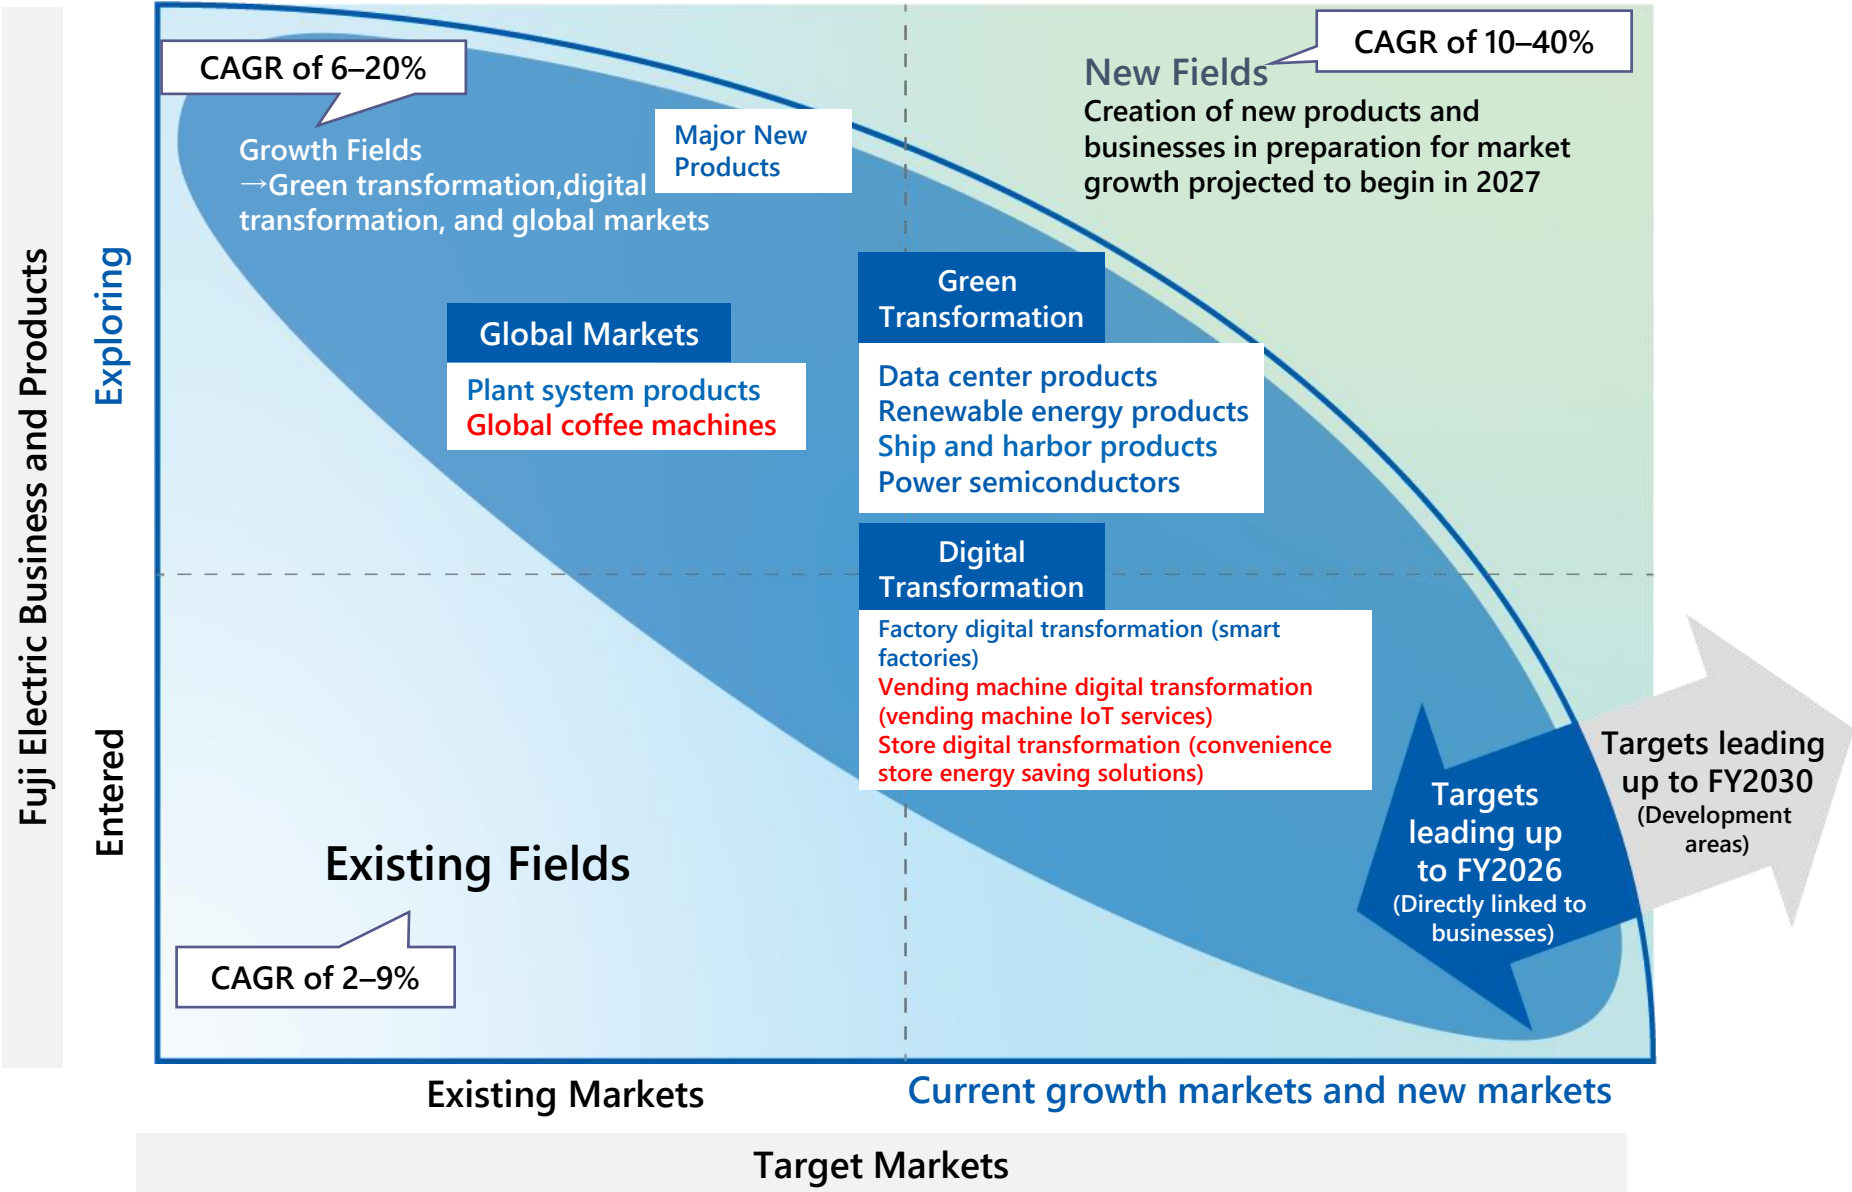 CAGR of 6–20%
CAGR of 10–40%
New Fields
Creation of new products and
businesses in preparation for market
growth projected to begin in 2027
Major New
Products
Growth Fields
→Green transformation,digital
transformation, and global markets
Global Markets
Plant system products
Global coffee machines
Green
Transformation
Data center products
Renewable energy products
Ship and harbor products
Power semiconductors
Digital
Transformation
Factory digital transformation (smart
factories)
Vending machine digital transformation
(vending machine IoT services)
Store digital transformation (convenience
store energy saving solutions)
Targets
leading up
to FY2026
(Directly linked to
businesses)
Targets leading
up to FY2030
(Development
areas)
Existing Fields
CAGR of 2–9%
Fuji Electric Business and Products
Exploring
Entered
Existing Markets
Current growth markets and new markets
Target Markets